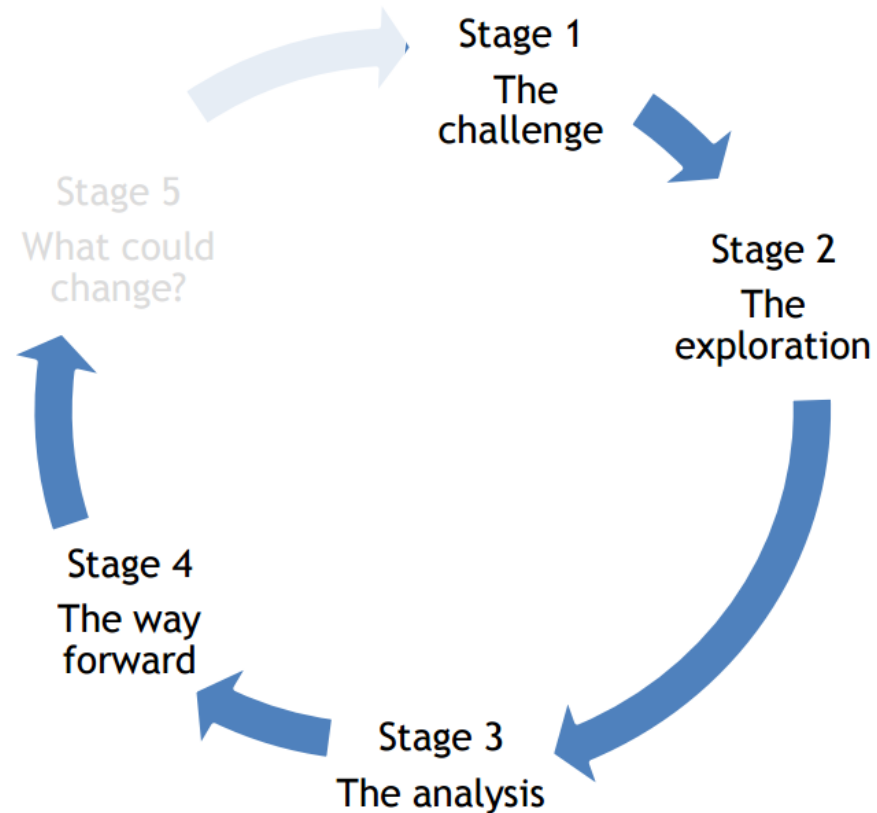 Stage 1
The
challenge
Stage 2
The
exploration
Stage 3
The analysis
Stage 4
The way
forward
Stage 5
What could
change?